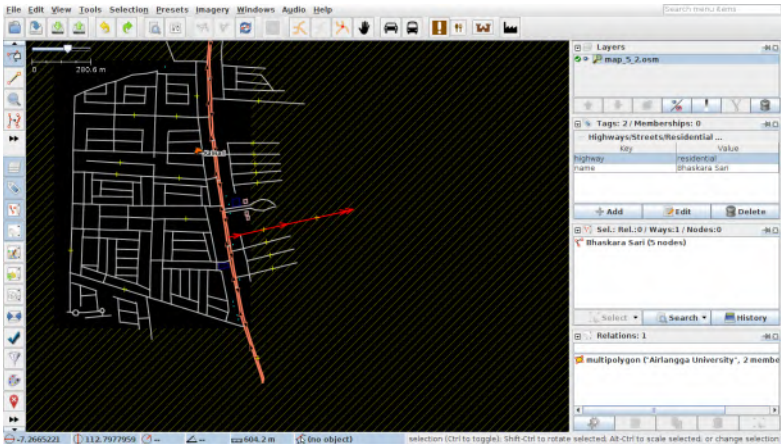 File Edit View Tools Selection Presets Imagery Windows Audio Help
Search menu items
0 280.6 m
Layers
map_5_2.osm
Tags: 2 / Memberships: 0
Highways/Streets/Residential ...
Key Value
highway residential
name Bhaskara Sari
Add Edit Delete
Sel.: Rel.:0 / Ways:1 / Nodes:0
Bhaskara Sari (5 nodes)
Select Search History
Relations: 1
multipolygon ("Airlangga University", 2 membe
-7.2665221 112.7977959 -- -- 604.2 m (no object) selection (Ctrl to toggle); Shift-Ctrl to rotate selected; Alt-Ctrl to scale selected; or change selection